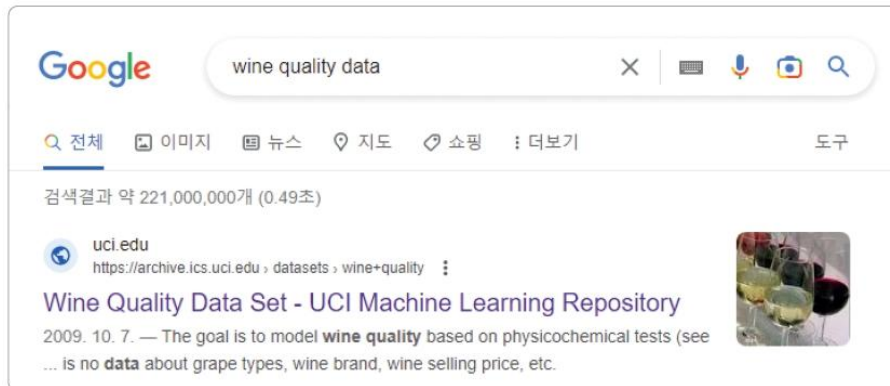 Google
wine quality data
전체 이미지 뉴스 지도 쇼핑 더보기 도구
검색결과 약 221,000,000개 (0.49초)
uci.edu
https://archive.ics.uci.edu › datasets › wine+quality
Wine Quality Data Set - UCI Machine Learning Repository
2009. 10. 7. — The goal is to model wine quality based on physicochemical tests (see
... is no data about grape types, wine brand, wine selling price, etc.